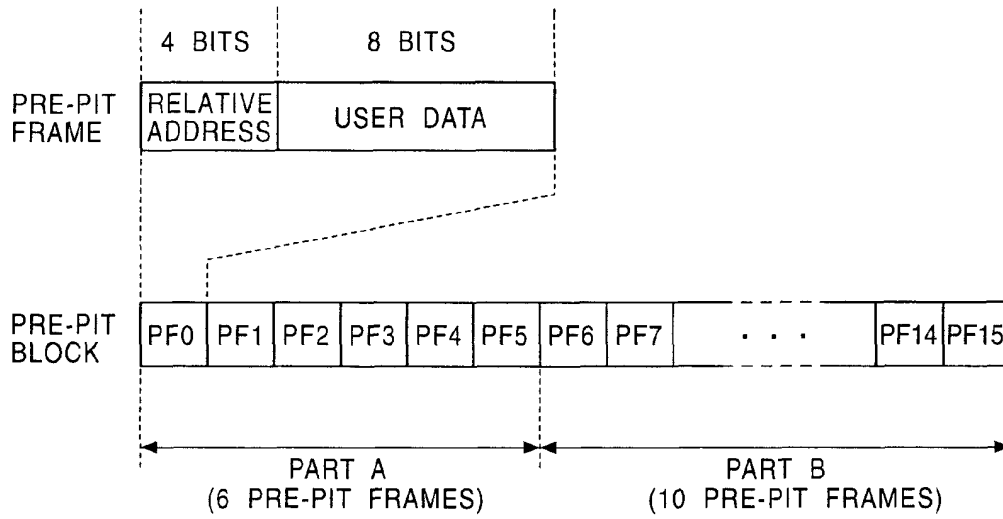 4 BITS 8 BITS
PRE-PIT
FRAME
RELATIVE
ADDRESS
USER DATA
PRE-PIT
BLOCK
PF0 PF1 PF2 PF3 PF4 PF5 PF6 PF7 . . . PF14 PF15
PART A
(6 PRE-PIT FRAMES)
PART B
(10 PRE-PIT FRAMES)